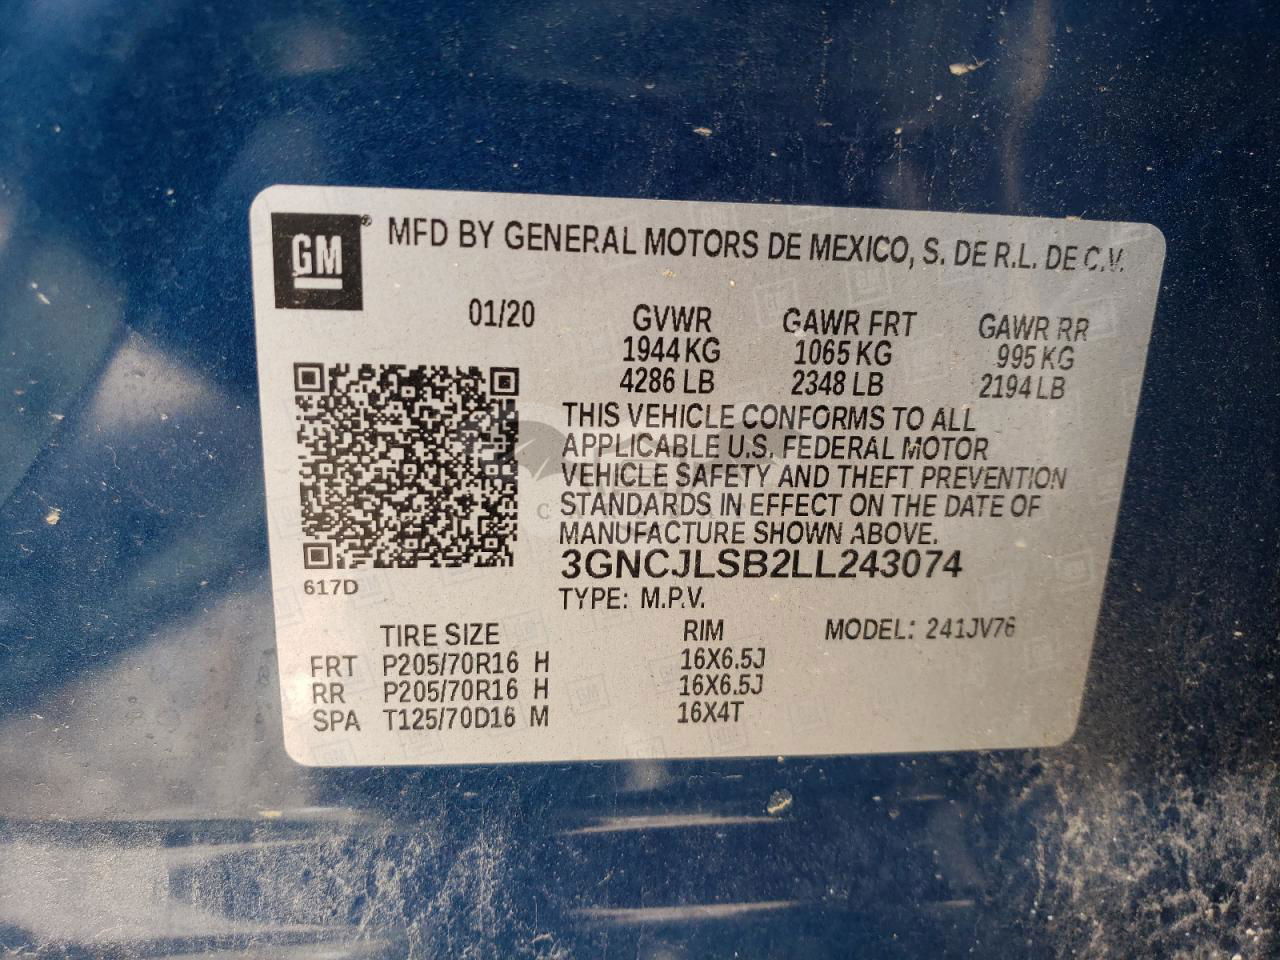 GM® MFD BY GENERAL MOTORS DE MEXICO, S. DE R.L. DE C.V.
01/20 GVWR GAWR FRT GAWR RR
1944 KG 1065 KG 995 KG
4286 LB 2348 LB 2194 LB
THIS VEHICLE CONFORMS TO ALL
APPLICABLE U.S. FEDERAL MOTOR
VEHICLE SAFETY AND THEFT PREVENTION
STANDARDS IN EFFECT ON THE DATE OF
MANUFACTURE SHOWN ABOVE.
3GNCJLSB2LL243074
617D
TYPE: M.P.V.
TIRE SIZE RIM MODEL: 241JV76
FRT P205/70R16 H 16X6.5J
RR P205/70R16 H 16X6.5J
SPA T125/70D16 M 16X4T